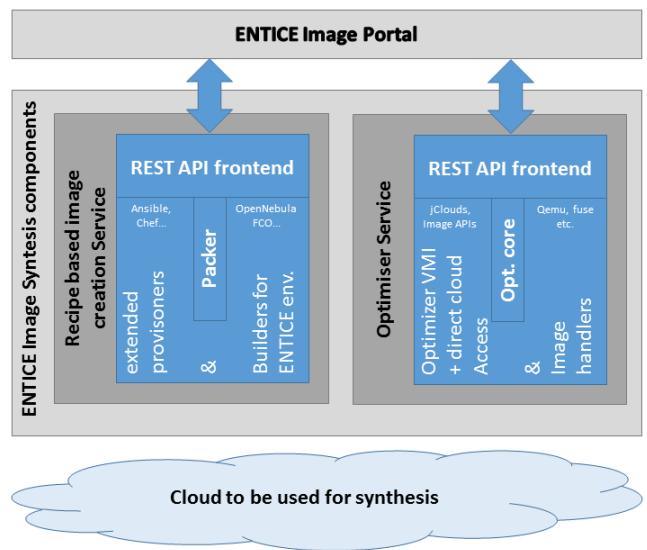 ENTICE Image Portal
ENTICE Image Syntesis components
Recipe based image
creation Service
REST API frontend
Ansible,
Chef...
OpenNebula
FCO...
Packer
extended
provisoners
&
Builders for
ENTICE env.
Optimiser Service
REST API frontend
jClouds,
Image APIs
Qemu, fuse
etc.
Opt. core
Optimizer VMI
+ direct cloud
Access
&
Image
handlers
Cloud to be used for synthesis